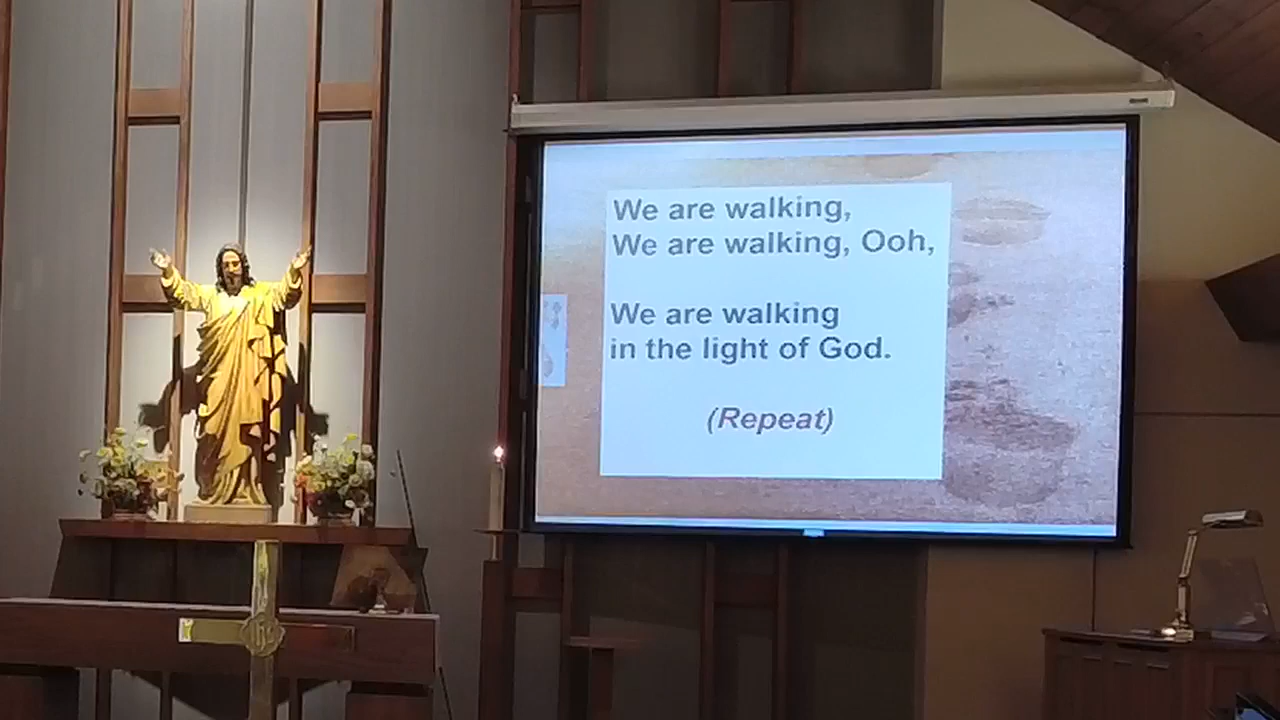 We are walking,
We are walking, Ooh,
We are walking
in the light of God.
(Repeat)